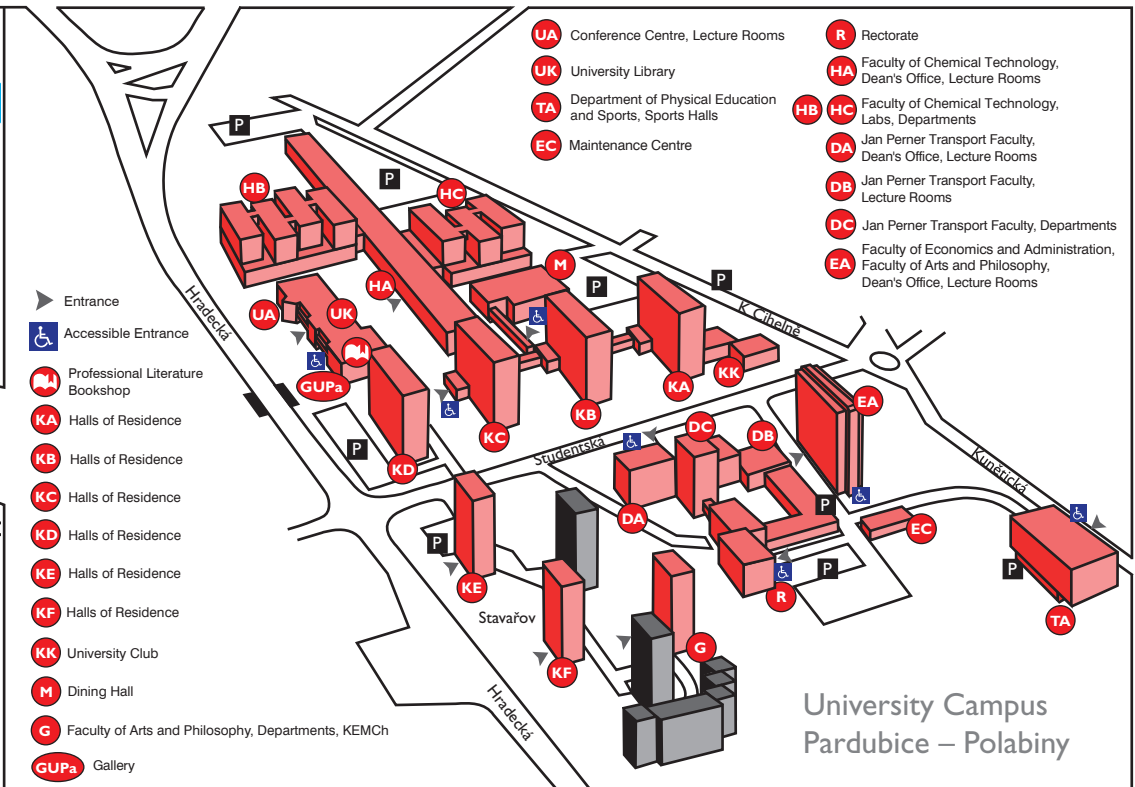 UA Conference Centre, Lecture Rooms
UK University Library
TA Department of Physical Education
and Sports, Sports Halls
EC Maintenance Centre
R Rectorate
HA Faculty of Chemical Technology,
Dean's Office, Lecture Rooms
HB HC Faculty of Chemical Technology,
Labs, Departments
DA Jan Perner Transport Faculty,
Dean's Office, Lecture Rooms
DB Jan Perner Transport Faculty,
Lecture Rooms
DC Jan Perner Transport Faculty, Departments
EA Faculty of Economics and Administration,
Faculty of Arts and Philosophy,
Dean's Office, Lecture Rooms
Entrance
Accessible Entrance
Professional Literature
Bookshop
KA Halls of Residence
KB Halls of Residence
KC Halls of Residence
KD Halls of Residence
KE Halls of Residence
KF Halls of Residence
KK University Club
M Dining Hall
G Faculty of Arts and Philosophy, Departments, KEMCh
GUPa Gallery
P
P
HB
HC
M
P
P
HA
UA
UK
Hradecká
K Cihelně
GUPa
KA
KK
KB
KC
EA
DC
DB
P
KD
Studentská
Kunětická
P
DA
EC
P
P
P
KE
R
Stavařov
TA
G
KF
Hradecká
University Campus
Pardubice – Polabiny